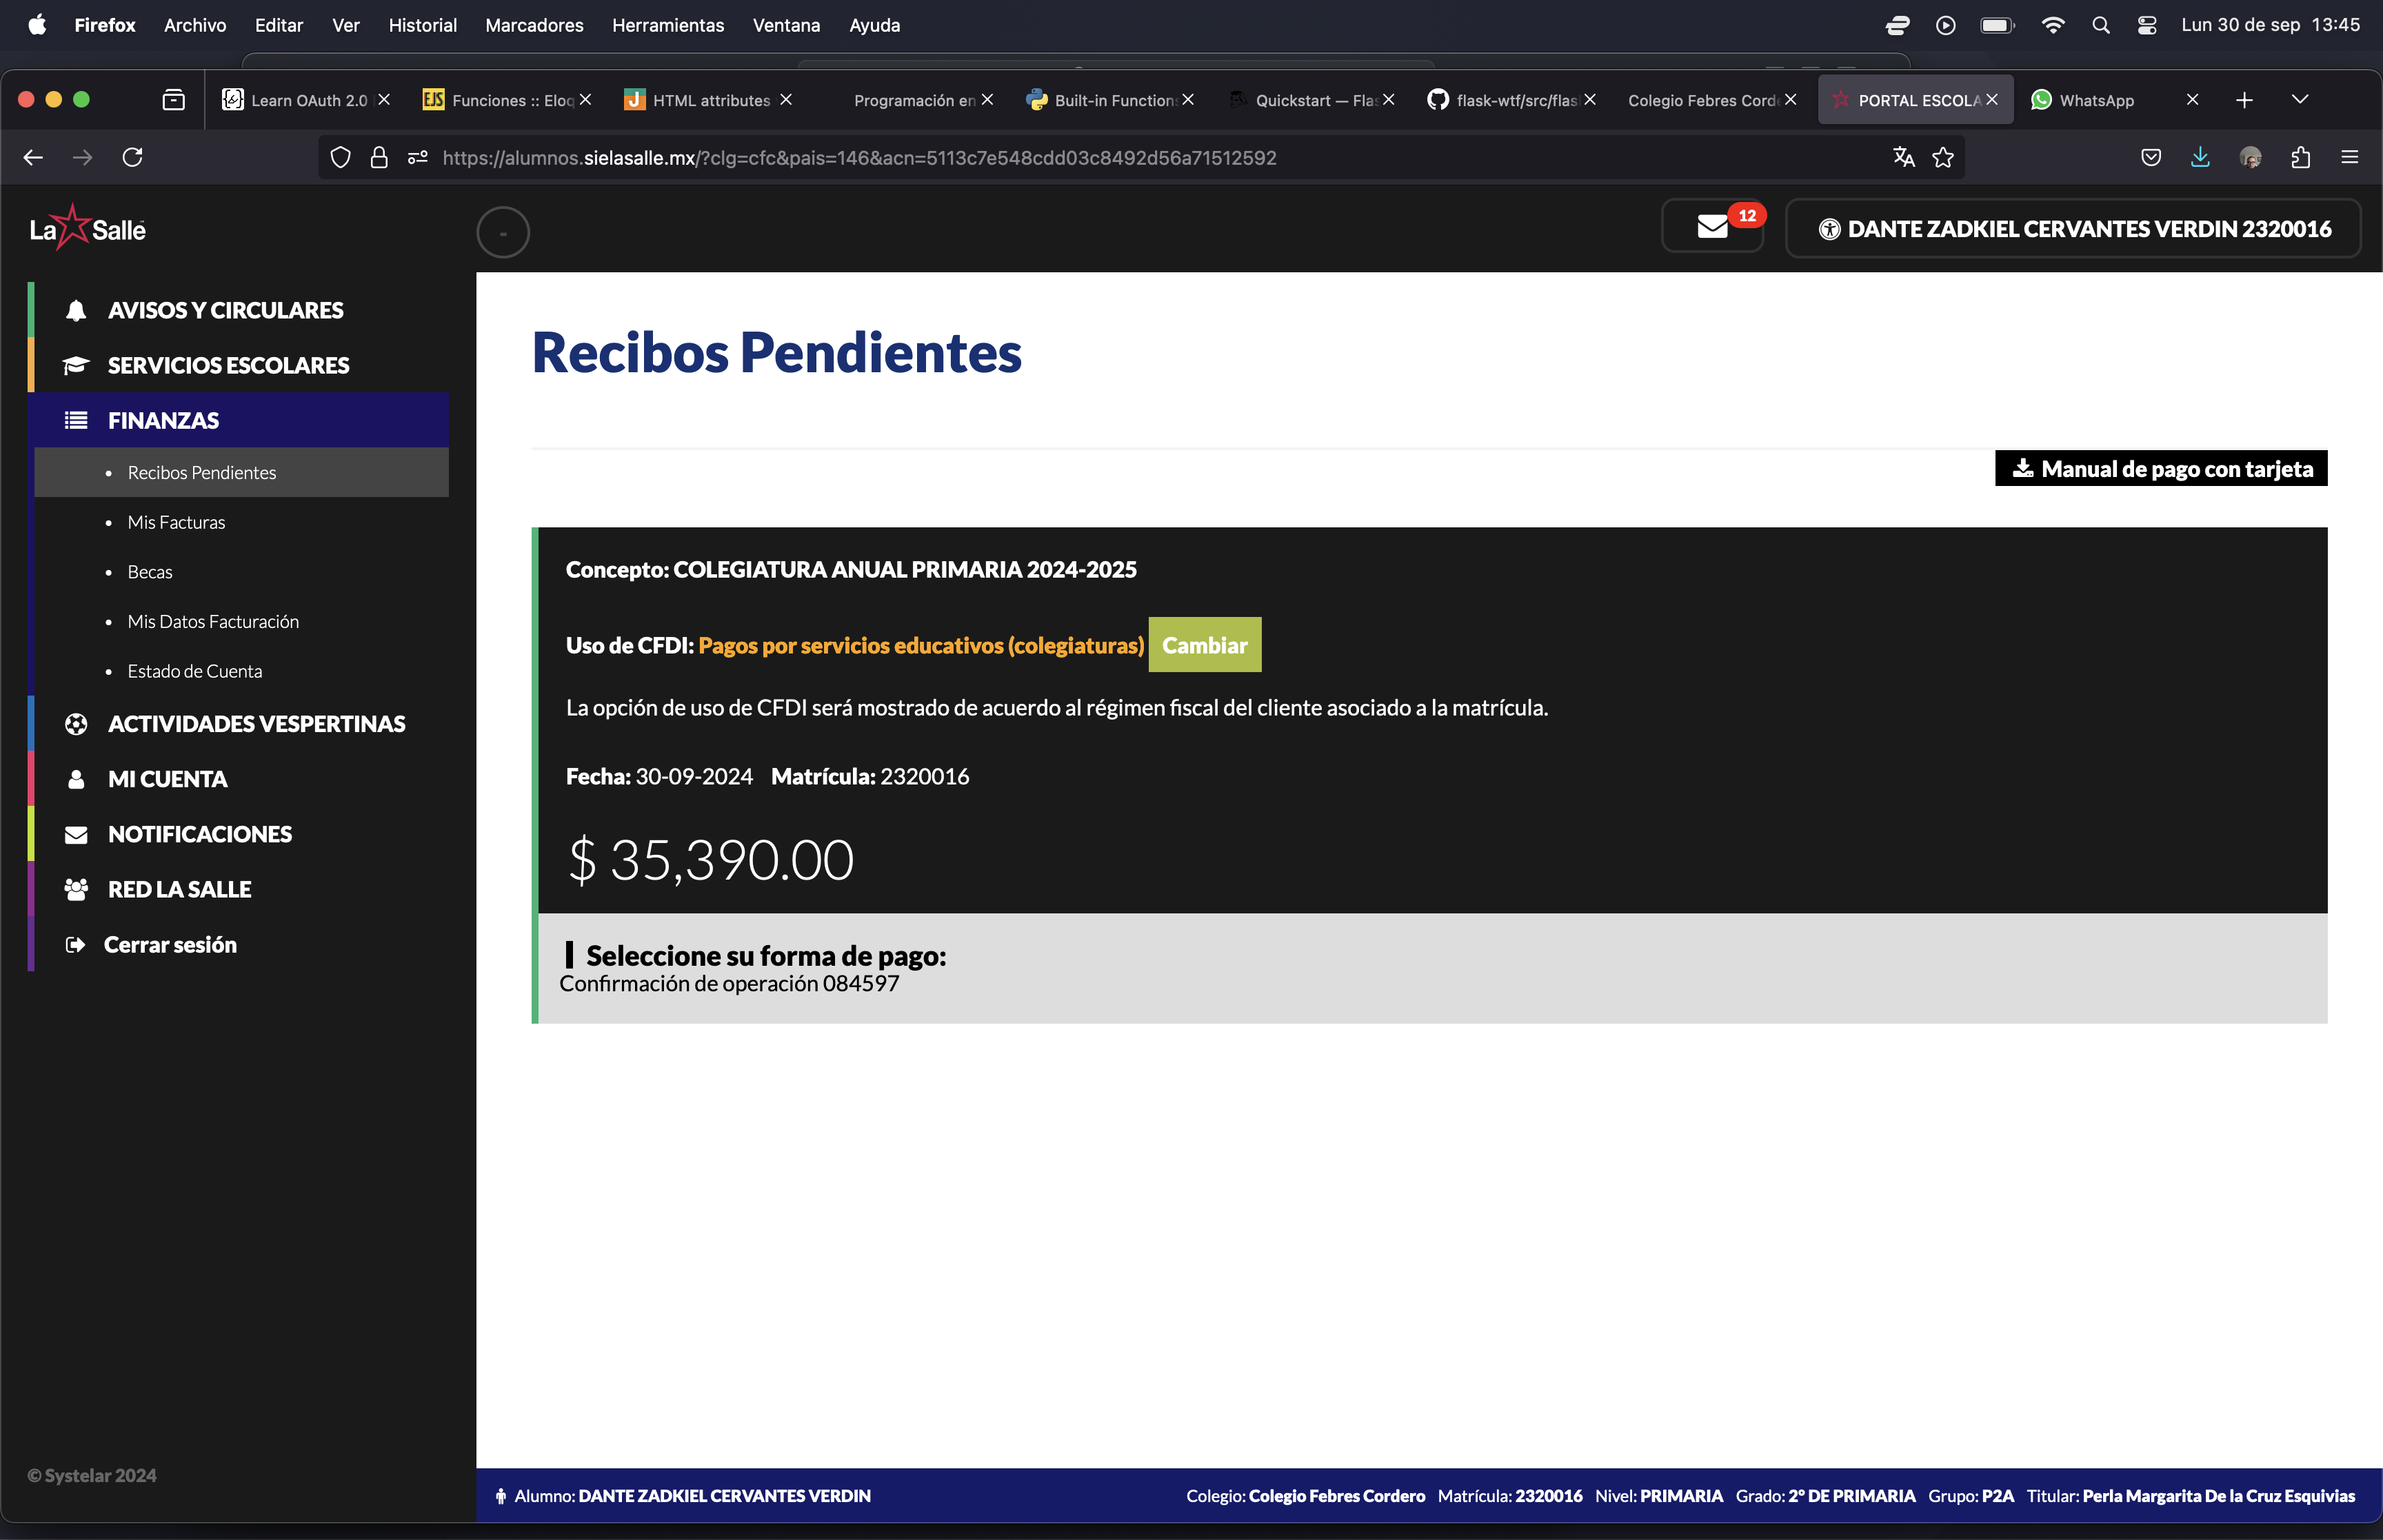 Firefox Archivo Editar Ver Historial Marcadores Herramientas Ventana Ayuda Lun 30 de sep 13:45
Learn OAuth 2.0 Funciones :: Eloq HTML attributes Programación en Built-in Function Quickstart — Flas flask-wtf/src/flas Colegio Febres Corde PORTAL ESCOLA WhatsApp
https://alumnos.sielasalle.mx/?clg=cfc&pais=146&acn=5113c7e548cdd03c8492d56a71512592
La Salle
-
12
DANTE ZADKIEL CERVANTES VERDIN 2320016
AVISOS Y CIRCULARES
SERVICIOS ESCOLARES
FINANZAS
Recibos Pendientes
Mis Facturas
Becas
Mis Datos Facturación
Estado de Cuenta
ACTIVIDADES VESPERTINAS
MI CUENTA
NOTIFICACIONES
RED LA SALLE
Cerrar sesión
© Systelar 2024
Recibos Pendientes
Manual de pago con tarjeta
Concepto: COLEGIATURA ANUAL PRIMARIA 2024-2025
Uso de CFDI: Pagos por servicios educativos (colegiaturas) Cambiar
La opción de uso de CFDI será mostrado de acuerdo al régimen fiscal del cliente asociado a la matrícula.
Fecha: 30-09-2024 Matrícula: 2320016
$ 35,390.00
Seleccione su forma de pago:
Confirmación de operación 084597
Alumno: DANTE ZADKIEL CERVANTES VERDIN Colegio: Colegio Febres Cordero Matrícula: 2320016 Nivel: PRIMARIA Grado: 2° DE PRIMARIA Grupo: P2A Titular: Perla Margarita De la Cruz Esquivias